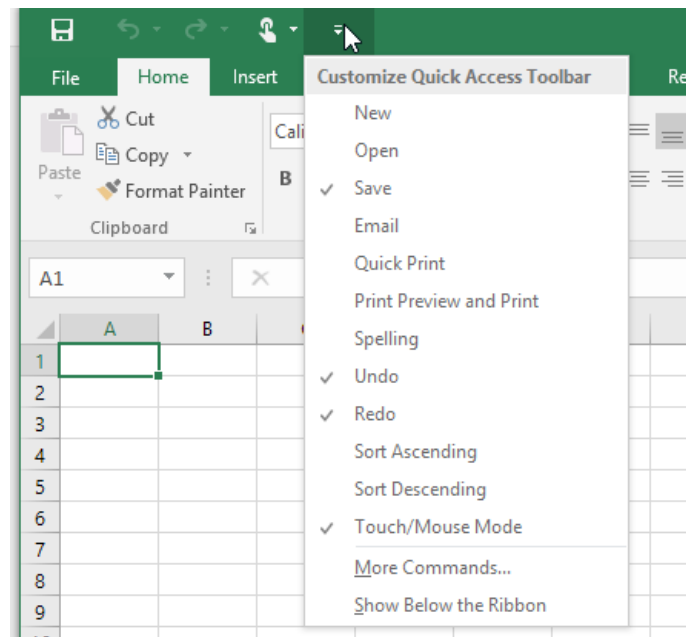 File Home Insert Re
Customize Quick Access Toolbar
New
Open
Save
Email
Quick Print
Print Preview and Print
Spelling
Undo
Redo
Sort Ascending
Sort Descending
Touch/Mouse Mode
More Commands...
Show Below the Ribbon
Cut
Copy
Format Painter
Paste
Clipboard
Cali
B
A1
A B
1
2
3
4
5
6
7
8
9